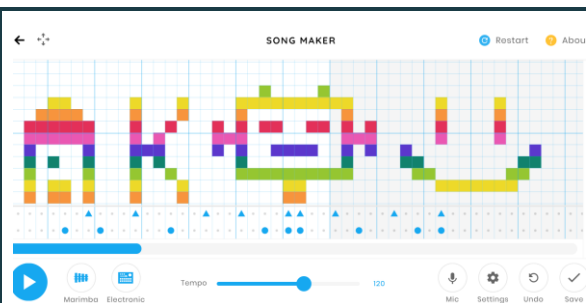 SONG MAKER
Restart
Abou
Tempo
120
Marimba
Electronic
Mic
Settings
Undo
Save